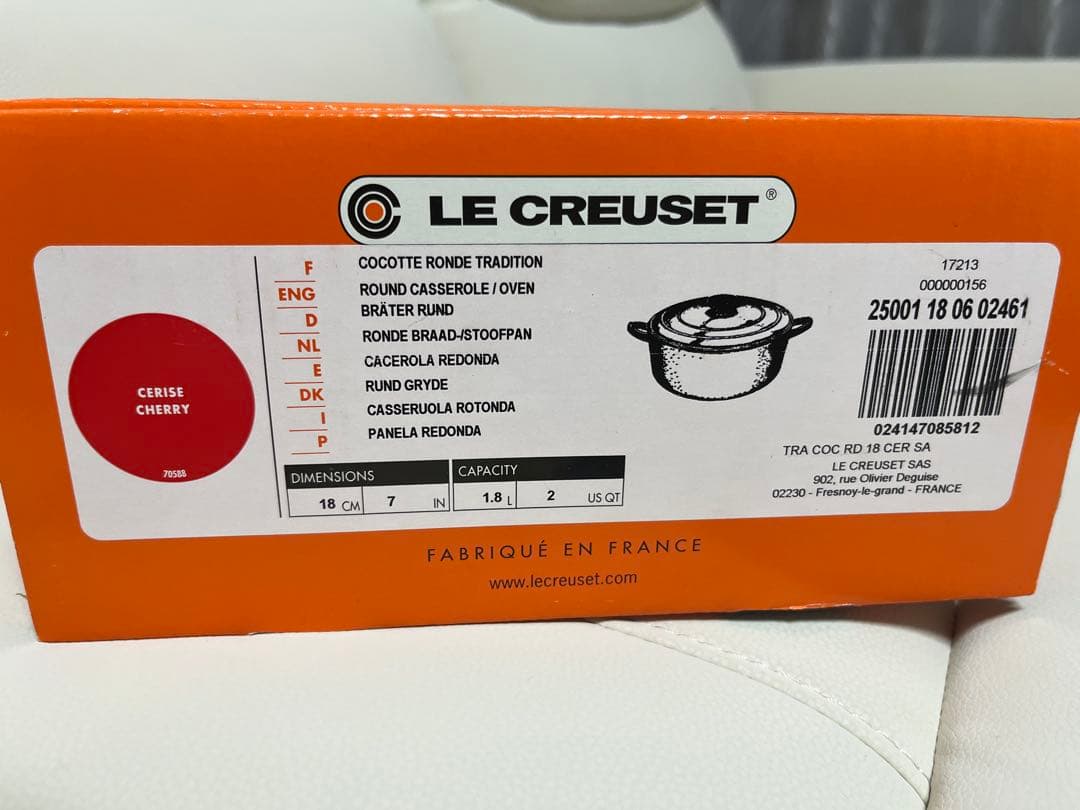 LE CREUSET®
CERISE
CHERRY
70588
F COCOTTE RONDE TRADITION
ENG ROUND CASSEROLE / OVEN
D BRÄTER RUND
NL RONDE BRAAD-/STOOFPAN
E CACEROLA REDONDA
DK RUND GRYDE
I CASSERUOLA ROTONDA
P PANELA REDONDA
DIMENSIONS
18 CM 7 IN
CAPACITY
1.8 L 2 US QT
17213
000000156
25001 18 06 02461
024147085812
TRA COC RD 18 CER SA
LE CREUSET SAS
902, rue Olivier Deguise
02230 - Fresnoy-le-grand - FRANCE
FABRIQUÉ EN FRANCE
www.lecreuset.com